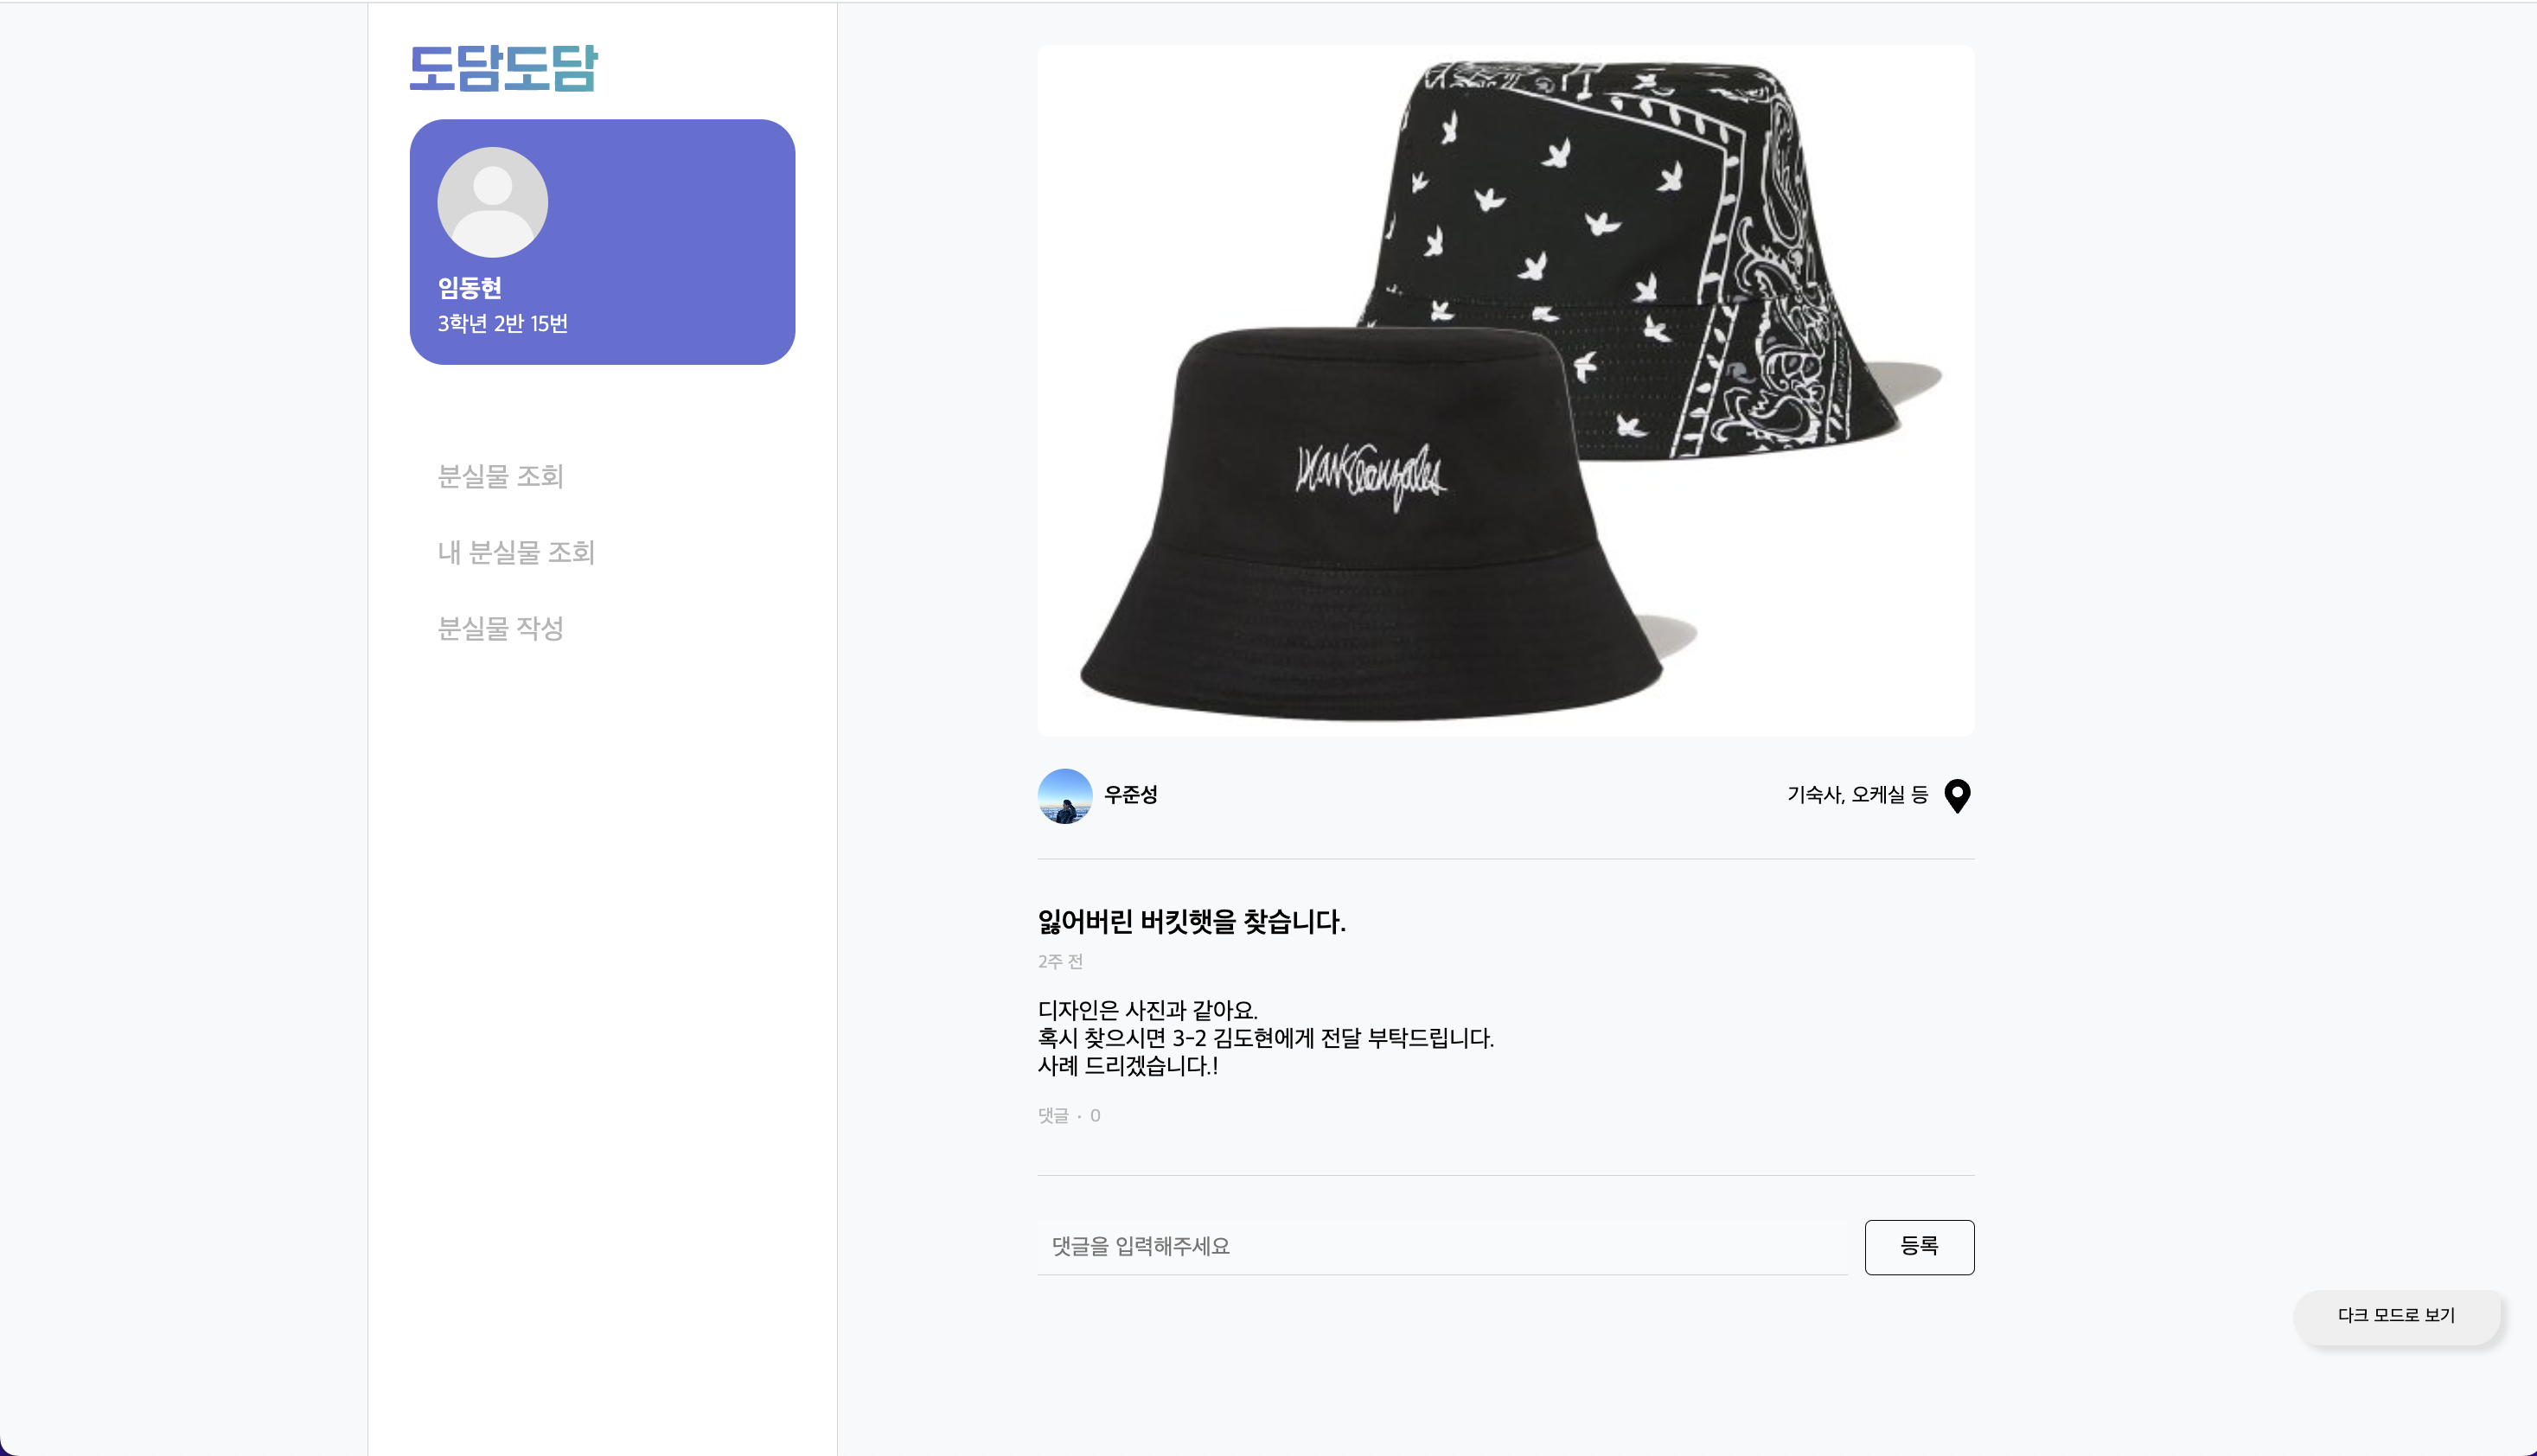 도담도담
임동현
3학년 2반 15번
분실물 조회
내 분실물 조회
분실물 작성
Mark Gonzales
우준성
기숙사, 오케실 등
잃어버린 버킷햇을 찾습니다.
2주 전
디자인은 사진과 같아요.
혹시 찾으시면 3-2 김도현에게 전달 부탁드립니다.
사례 드리겠습니다.!
댓글 · 0
댓글을 입력해주세요
등록
다크 모드로 보기